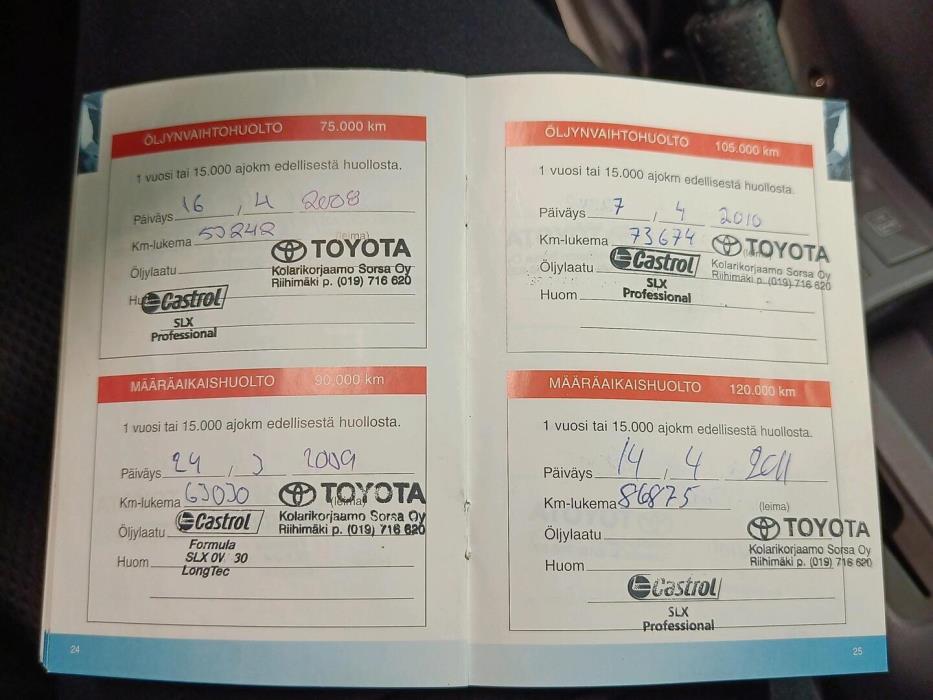 ÖLJYNVAIHTOHUOLTO 75.000 km
1 vuosi tai 15.000 ajokm edellisestä huollosta.
Päiväys 16 , 4 2008
Km-lukema 53242
(leima)
TOYOTA
Öljylaatu
Kolarikorjaamo Sorsa Oy
Riihimäki p. (019) 716 620
Castrol
SLX
Professional
MÄÄRÄAIKAISHUOLTO 90.000 km
1 vuosi tai 15.000 ajokm edellisestä huollosta.
Päiväys 24 , 3 2009
Km-lukema 63030
(leima)
TOYOTA
Öljylaatu
Castrol
Kolarikorjaamo Sorsa Oy
Riihimäki p. (019) 716 620
Formula
Huom
SLX 0W 30
LongTec
24
ÖLJYNVAIHTOHUOLTO 105.000 km
1 vuosi tai 15.000 ajokm edellisestä huollosta.
Päiväys 7 , 4 2010
Km-lukema 73674
(leima)
TOYOTA
Öljylaatu
Castrol
Kolarikorjaamo Sorsa Oy
Riihimäki p. (019) 716 620
Huom
SLX
Professional
MÄÄRÄAIKAISHUOLTO 120.000 km
1 vuosi tai 15.000 ajokm edellisestä huollosta.
Päiväys 14 , 4 2011
Km-lukema 86875
(leima)
TOYOTA
Öljylaatu
Kolarikorjaamo Sorsa Oy
Riihimäki p. (019) 716 620
Huom
Castrol
SLX
Professional
25